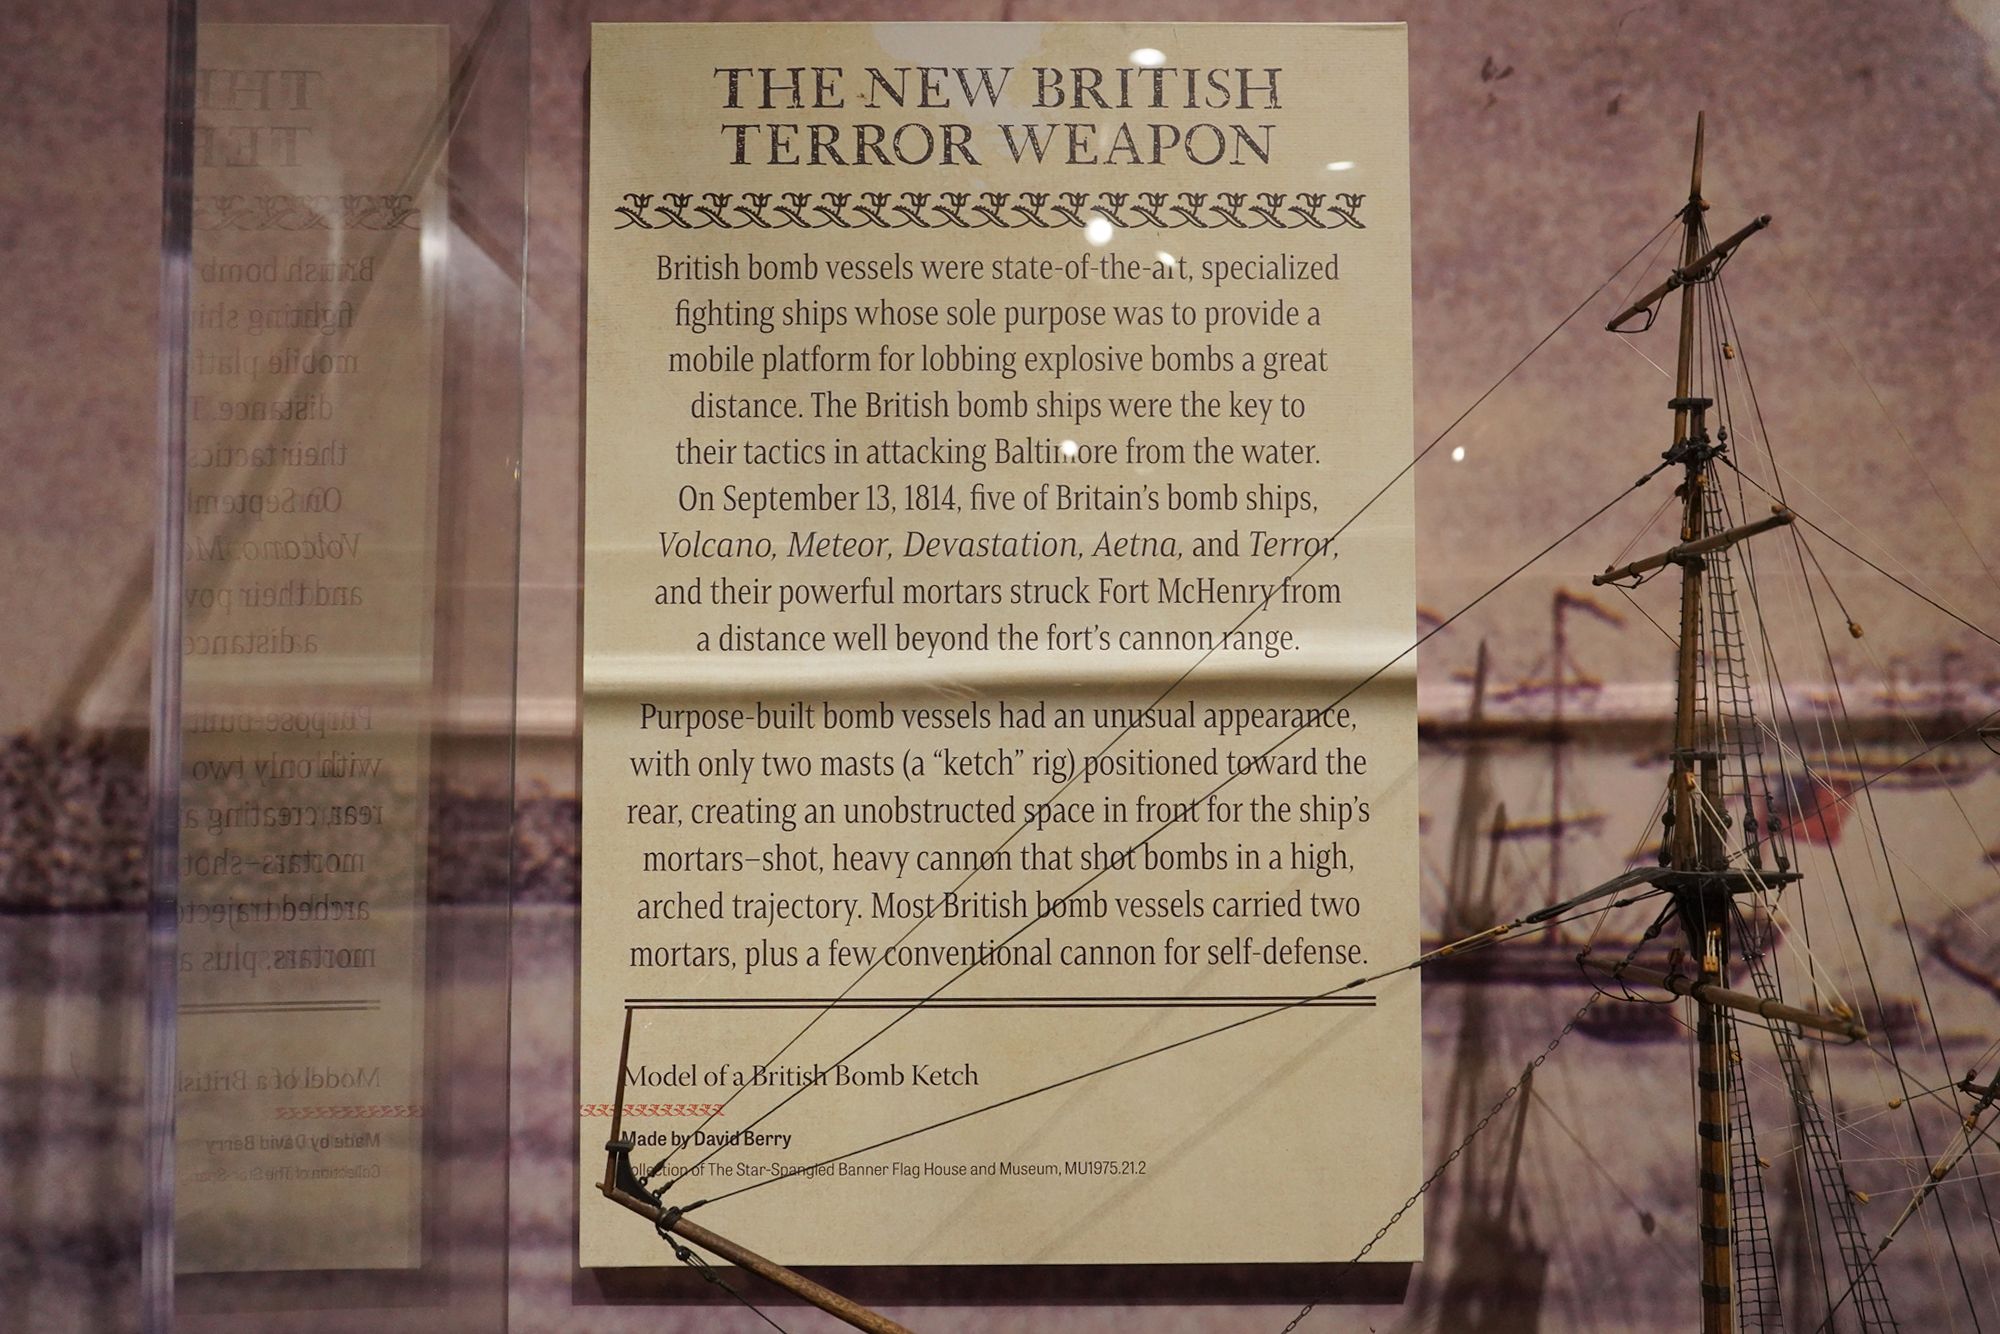 THE NEW BRITISH
TERROR WEAPON
British bomb vessels were state-of-the-art, specialized
fighting ships whose sole purpose was to provide a
mobile platform for lobbing explosive bombs a great
distance. The British bomb ships were the key to
their tactics in attacking Baltimore from the water.
On September 13, 1814, five of Britain's bomb ships,
Volcano, Meteor, Devastation, Aetna, and Terror,
and their powerful mortars struck Fort McHenry from
a distance well beyond the fort's cannon range.
Purpose-built bomb vessels had an unusual appearance,
with only two masts (a “ketch” rig) positioned toward the
rear, creating an unobstructed space in front for the ship's
mortars—shot, heavy cannon that shot bombs in a high,
arched trajectory. Most British bomb vessels carried two
mortars, plus a few conventional cannon for self-defense.
Model of a British Bomb Ketch
Made by David Berry
Collection of The Star-Spangled Banner Flag House and Museum, MU1975.21.2